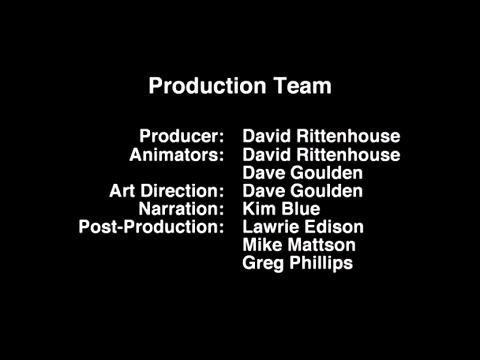 Production Team
Producer: David Rittenhouse
Animators: David Rittenhouse
Dave Goulden
Art Direction: Dave Goulden
Narration: Kim Blue
Post-Production: Lawrie Edison
Mike Mattson
Greg Phillips